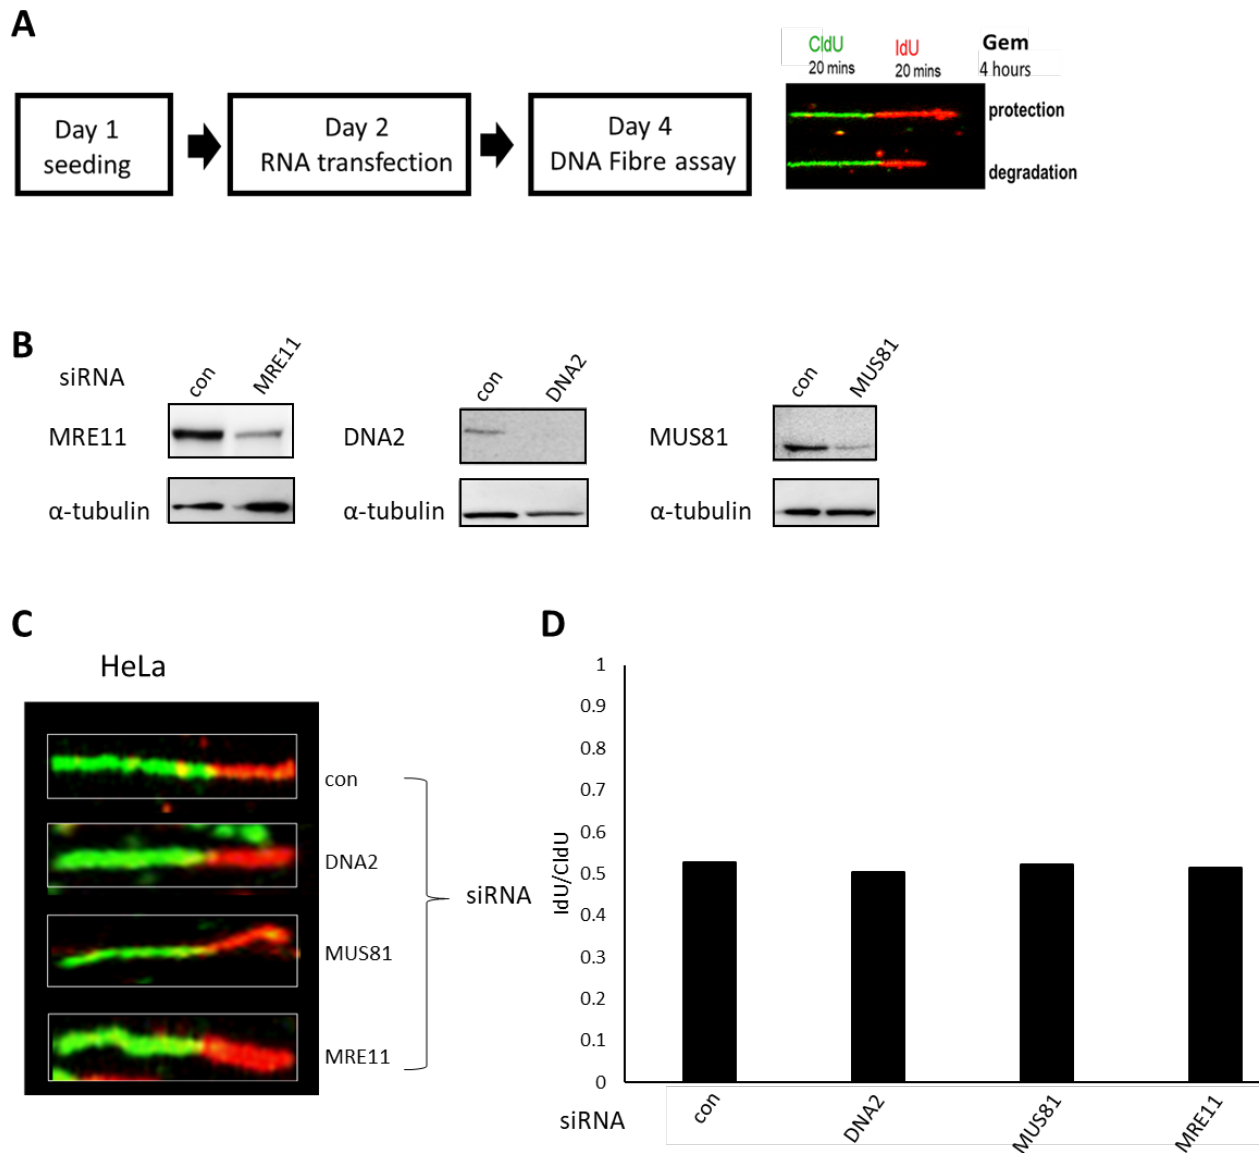 A
CldU IdU Gem
20 mins 20 mins 4 hours
Day 1
seeding
Day 2
RNA transfection
Day 4
DNA Fibre assay
protection
degradation
B
siRNA
con MRE11
MRE11
α-tubulin
con DNA2
DNA2
α-tubulin
con MUS81
MUS81
α-tubulin
C
HeLa
con
DNA2
MUS81
MRE11
siRNA
D
1
0.9
0.8
0.7
0.6
0.5
0.4
0.3
0.2
0.1
0
IdU/CldU
siRNA
con
DNA2
MUS81
MRE11